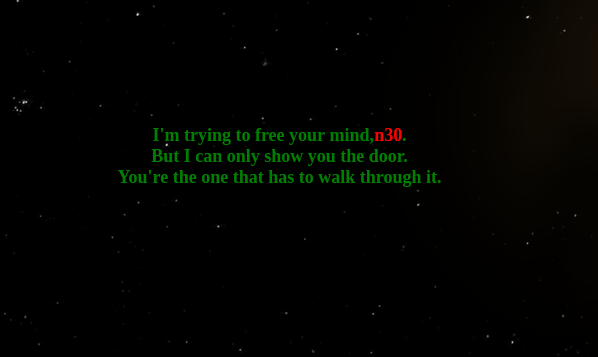 I'm trying to free your mind,n30.
But I can only show you the door.
You're the one that has to walk through it.